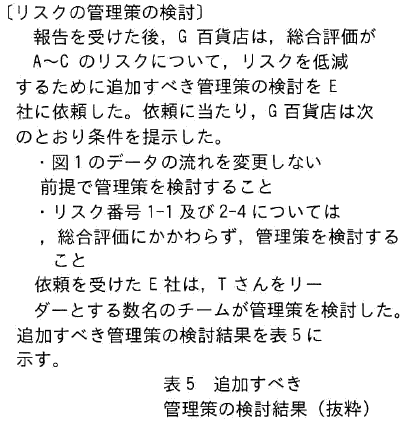 〔リスクの管理策の検討〕
報告を受けた後，G 百貨店は，総合評価が
A～C のリスクについて，リスクを低減
するために追加すべき管理策の検討を E
社に依頼した。依頼に当たり，G 百貨店は次
のとおり条件を提示した。
・図1のデータの流れを変更しない
前提で管理策を検討すること
・リスク番号 1-1 及び 2-4 については
，総合評価にかかわらず，管理策を検討する
こと
依頼を受けた E 社は，T さんをリー
ダーとする数名のチームが管理策を検討した。
追加すべき管理策の検討結果を表5に
示す。
表5　追加すべき
管理策の検討結果（抜粋）